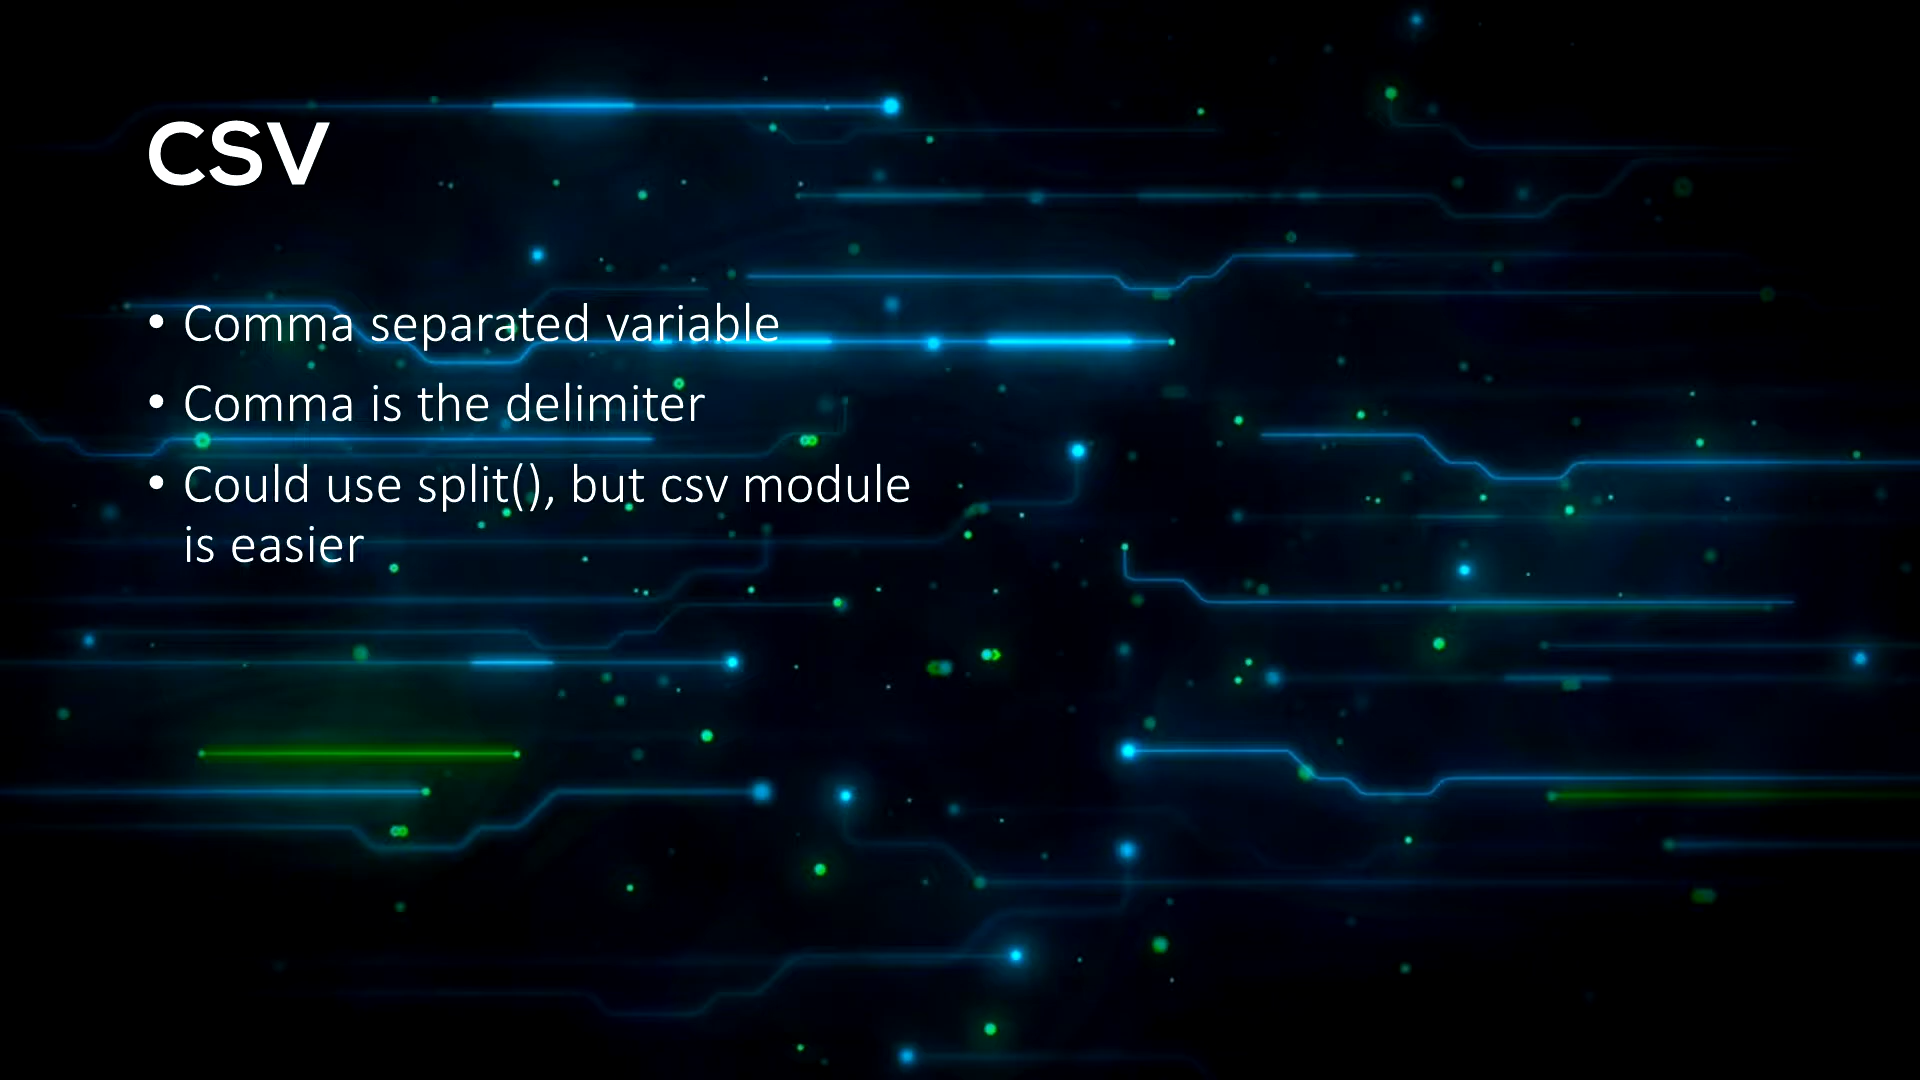 CSV
• Comma separated variable
• Comma is the delimiter
• Could use split(), but csv module
is easier